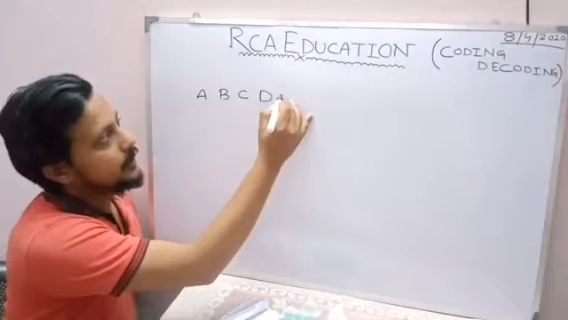 8/4/2020
RCA EDUCATION (CODING
DECODING)
A B C D